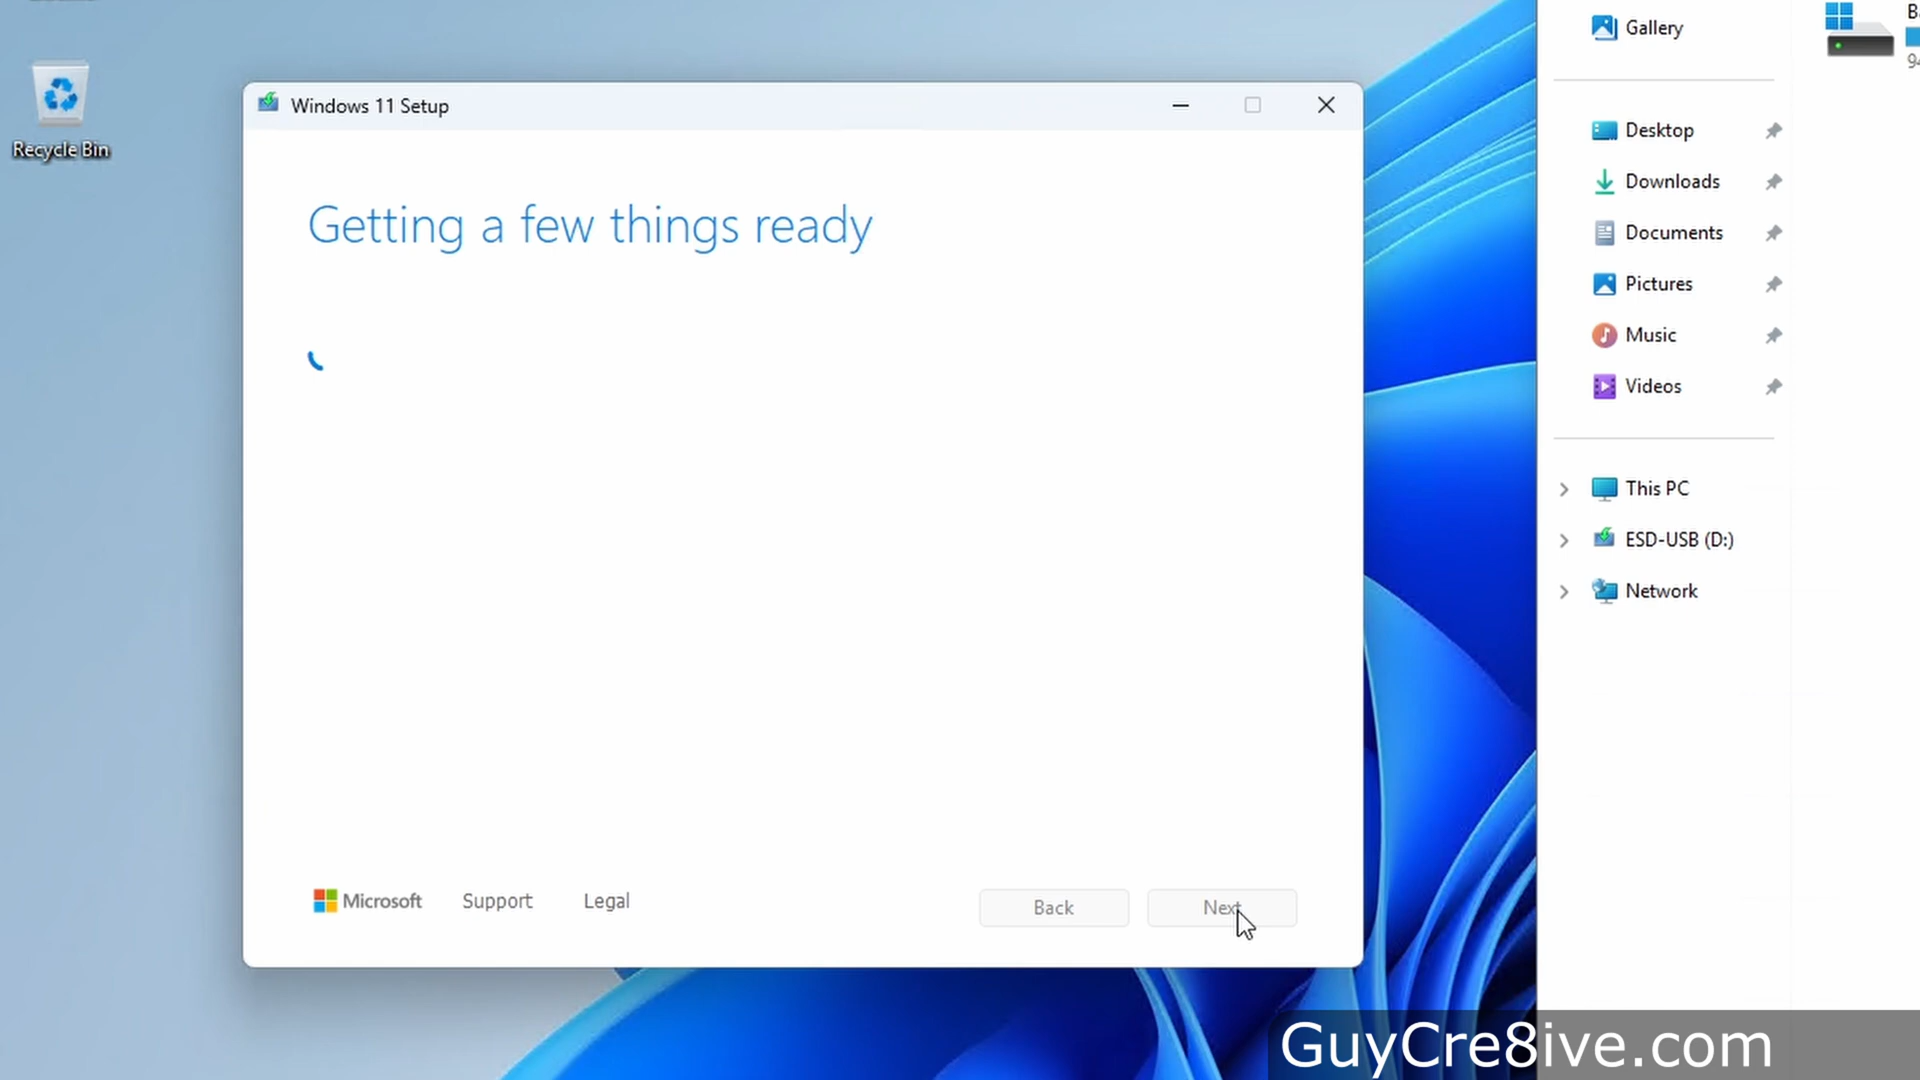 Recycle Bin
Windows 11 Setup
Getting a few things ready
Microsoft
Support
Legal
Back
Next
Gallery
Desktop
Downloads
Documents
Pictures
Music
Videos
This PC
ESD-USB (D:)
Network
GuyCre8ive.com